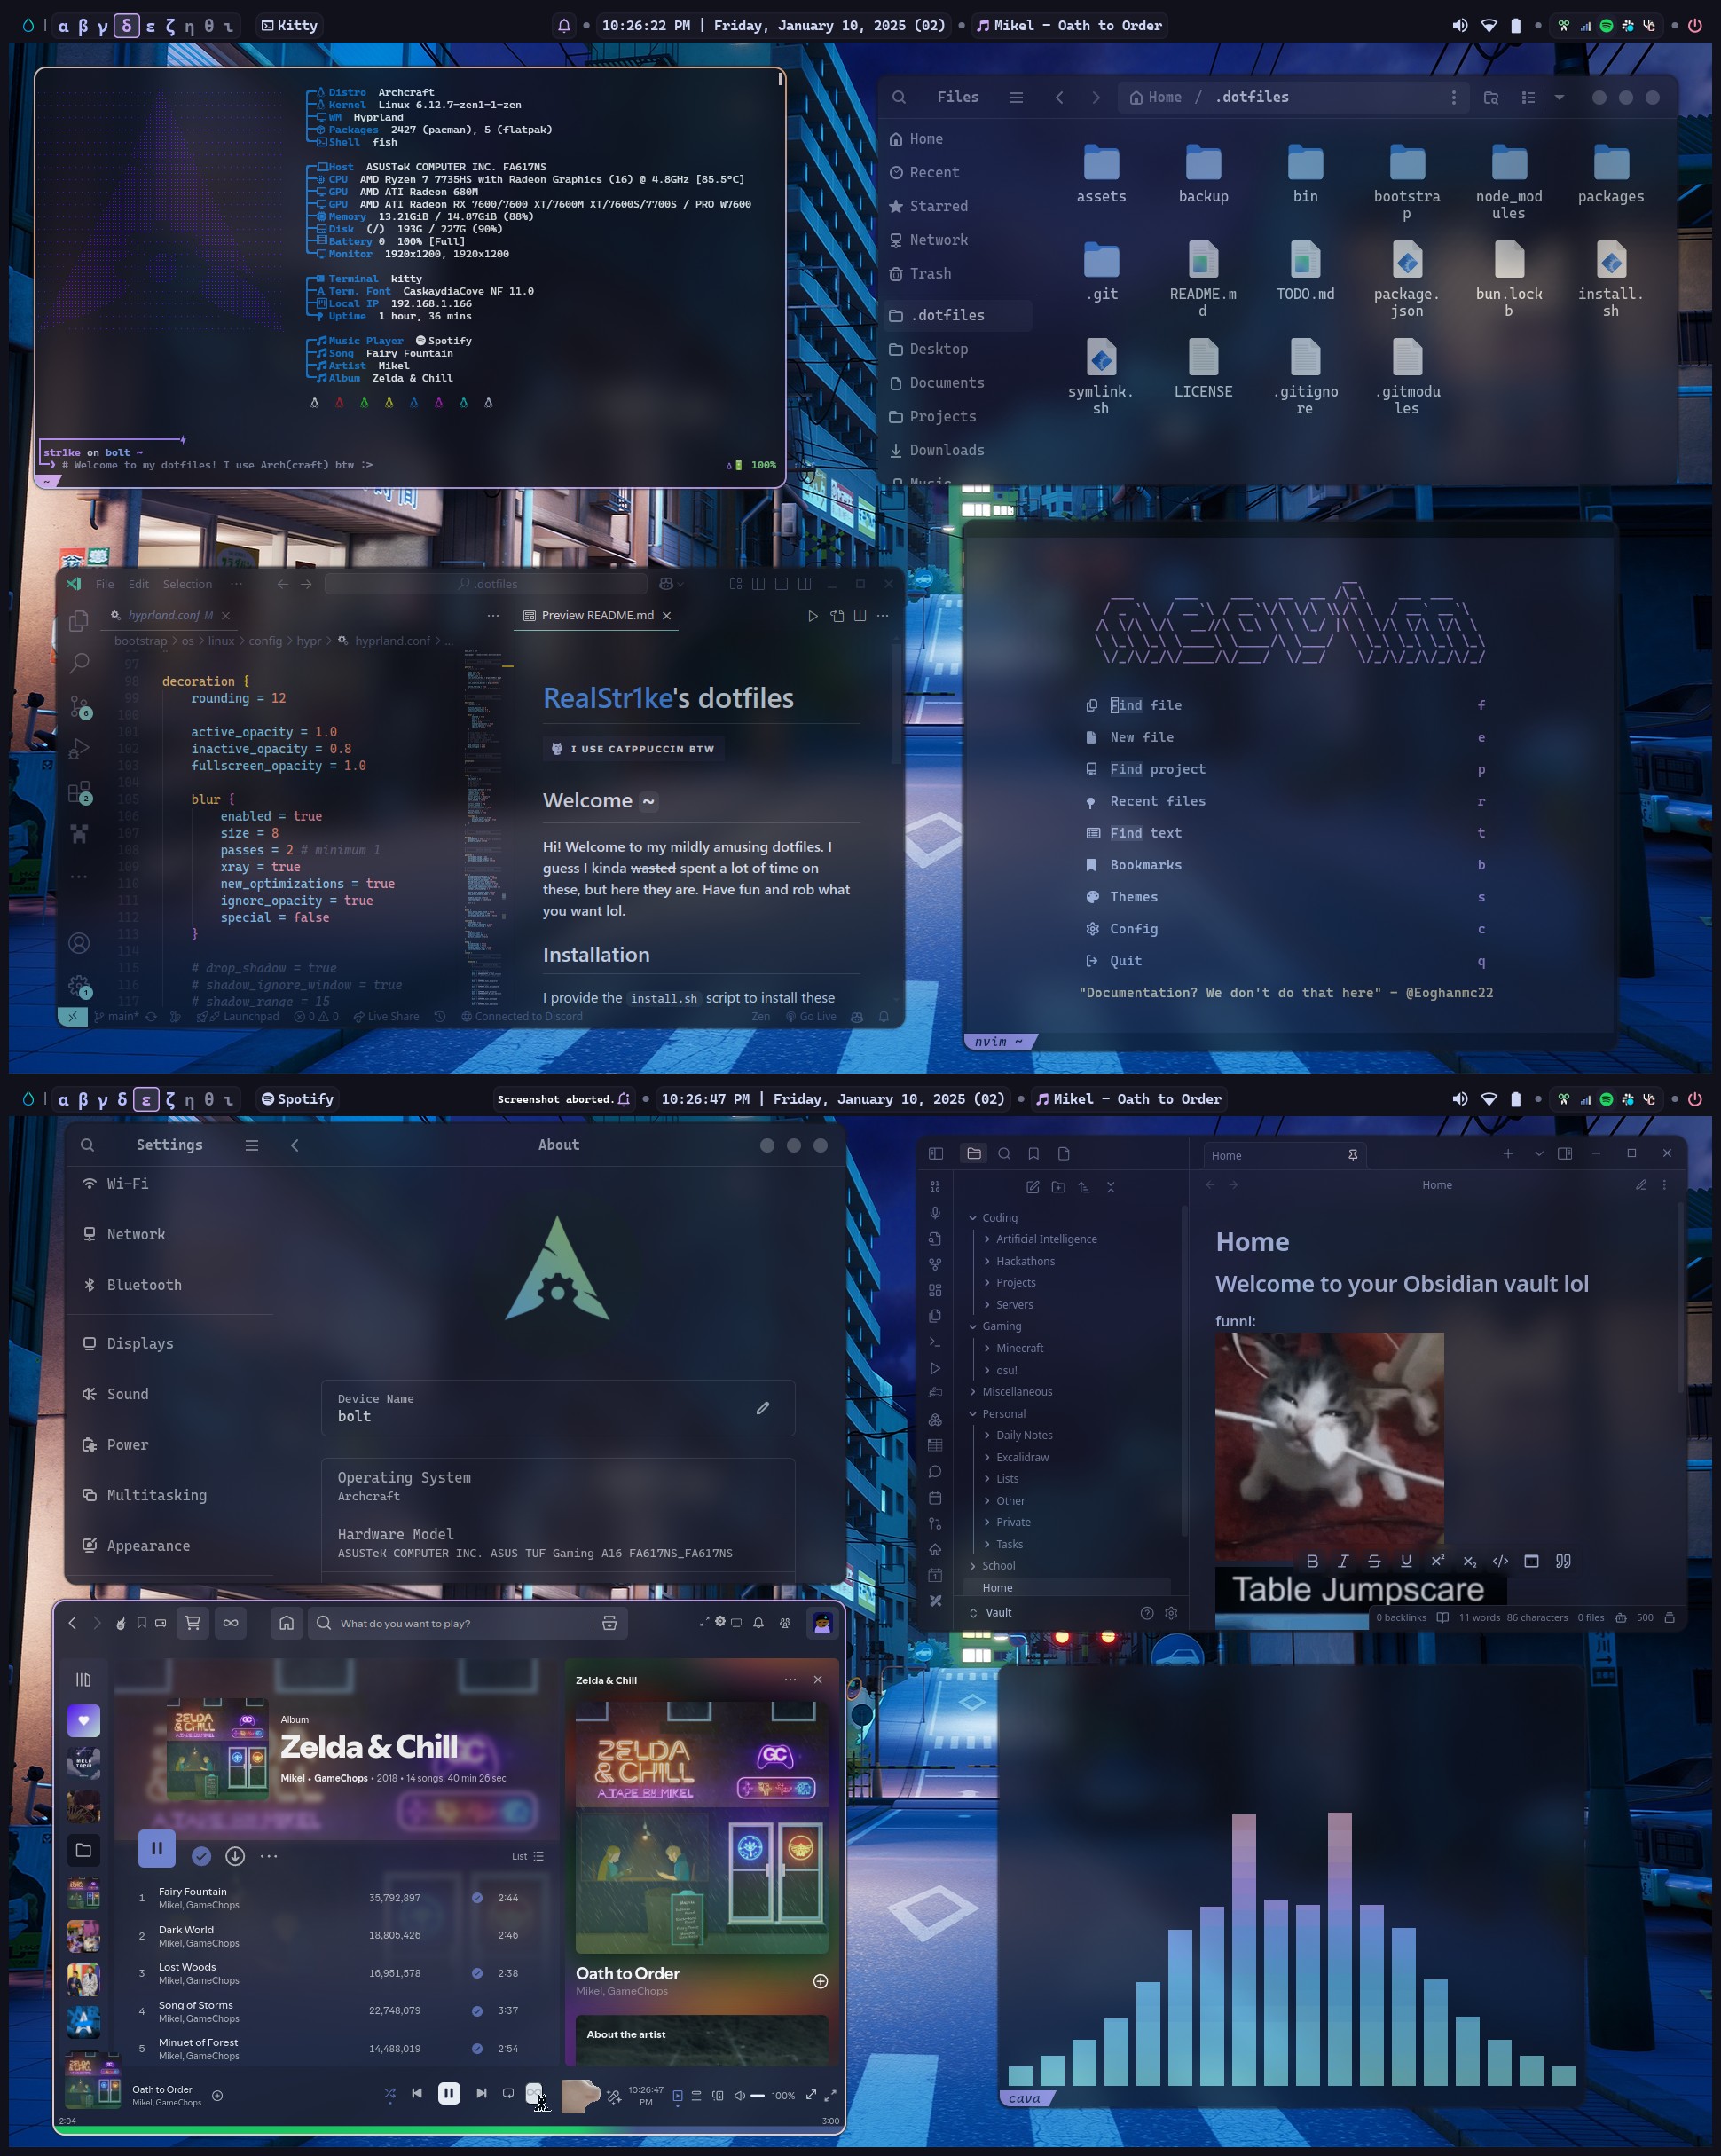 α β γ δ ε ζ η θ ι Kitty 10:26:22 PM | Friday, January 10, 2025 (02) Mikel - Oath to Order
Distro Archcraft
Kernel Linux 6.12.7-zen1-1-zen
WM Hyprland
Packages 2427 (pacman), 5 (flatpak)
Shell fish
Host ASUSTeK COMPUTER INC. FA617NS
CPU AMD Ryzen 7 7735HS with Radeon Graphics (16) @ 4.8GHz [85.5°C]
GPU AMD ATI Radeon 680M
GPU AMD ATI Radeon RX 7600/7600 XT/7600M XT/7600S/7700S / PRO W7600
Memory 13.21GiB / 14.87GiB (88%)
Disk (/) 193G / 227G (90%)
Battery 0 100% [Full]
Monitor 1920x1200, 1920x1200
Terminal kitty
Term. Font CaskaydiaCove NF 11.0
Local IP 192.168.1.166
Uptime 1 hour, 36 mins
Music Player Spotify
Song Fairy Fountain
Artist Mikel
Album Zelda & Chill
str1ke on bolt ~
# Welcome to my dotfiles! I use Arch(craft) btw :> 100%
~
Files Home / .dotfiles
Home
Recent
Starred
Network
Trash
.dotfiles
Desktop
Documents
Projects
Downloads
Music
assets backup bin bootstra node_mod packages
p ules
.git README.m TODO.md package. bun.lock install.
d json b sh
symlink. LICENSE .gitigno .gitmodu
sh re les
File Edit Selection ... .dotfiles
hyprland.conf M
bootstrap > os > linux > config > hypr > hyprland.conf > ...
97
98 decoration {
99 rounding = 12
100
101 active_opacity = 1.0
102 inactive_opacity = 0.8
103 fullscreen_opacity = 1.0
104
105 blur {
106 enabled = true
107 size = 8
108 passes = 2 # minimum 1
109 xray = true
110 new_optimizations = true
111 ignore_opacity = true
112 special = false
113 }
114
115 # drop_shadow = true
116 # shadow_ignore_window = true
117 # shadow_range = 15
Preview README.md
RealStr1ke's dotfiles
I USE CATPPUCCIN BTW
Welcome ~
Hi! Welcome to my mildly amusing dotfiles. I
guess I kinda wasted spent a lot of time on
these, but here they are. Have fun and rob what
you want lol.
Installation
I provide the install.sh script to install these
main* Launchpad 0 0 Live Share Connected to Discord Zen Go Live
6
2
1
Find file f
New file e
Find project p
Recent files r
Find text t
Bookmarks b
Themes s
Config c
Quit q
"Documentation? We don't do that here" - @Eoghanmc22
nvim ~
α β γ δ ε ζ η θ ι Spotify Screenshot aborted. 10:26:47 PM | Friday, January 10, 2025 (02) Mikel - Oath to Order
Settings About
Wi-Fi
Network
Bluetooth
Displays
Sound
Power
Multitasking
Appearance
Device Name
bolt
Operating System
Archcraft
Hardware Model
ASUSTeK COMPUTER INC. ASUS TUF Gaming A16 FA617NS_FA617NS
Home
Home
Coding
Artificial Intelligence
Hackathons
Projects
Servers
Gaming
Minecraft
osu!
Miscellaneous
Personal
Daily Notes
Excalidraw
Lists
Other
Private
Tasks
School
Home
Vault
Home
Welcome to your Obsidian vault lol
funni:
Table Jumpscare
0 backlinks 11 words 86 characters 0 files 500
What do you want to play?
ZELDA
& CHILL
Album
Zelda & Chill
Mikel • GameChops • 2018 • 14 songs, 40 min 26 sec
List
1 Fairy Fountain 35,792,897 2:44
Mikel, GameChops
2 Dark World 18,805,426 2:46
Mikel, GameChops
3 Lost Woods 16,951,578 2:38
Mikel, GameChops
4 Song of Storms 22,748,079 3:37
Mikel, GameChops
5 Minuet of Forest 14,488,019 2:54
Mikel, GameChops
Zelda & Chill
ZELDA
& CHILL
A TAPE BY MIKEL
GC
Oath to Order
Mikel, GameChops
About the artist
Oath to Order
Mikel, GameChops
10:26:47
PM
100%
2:04 3:00
cava